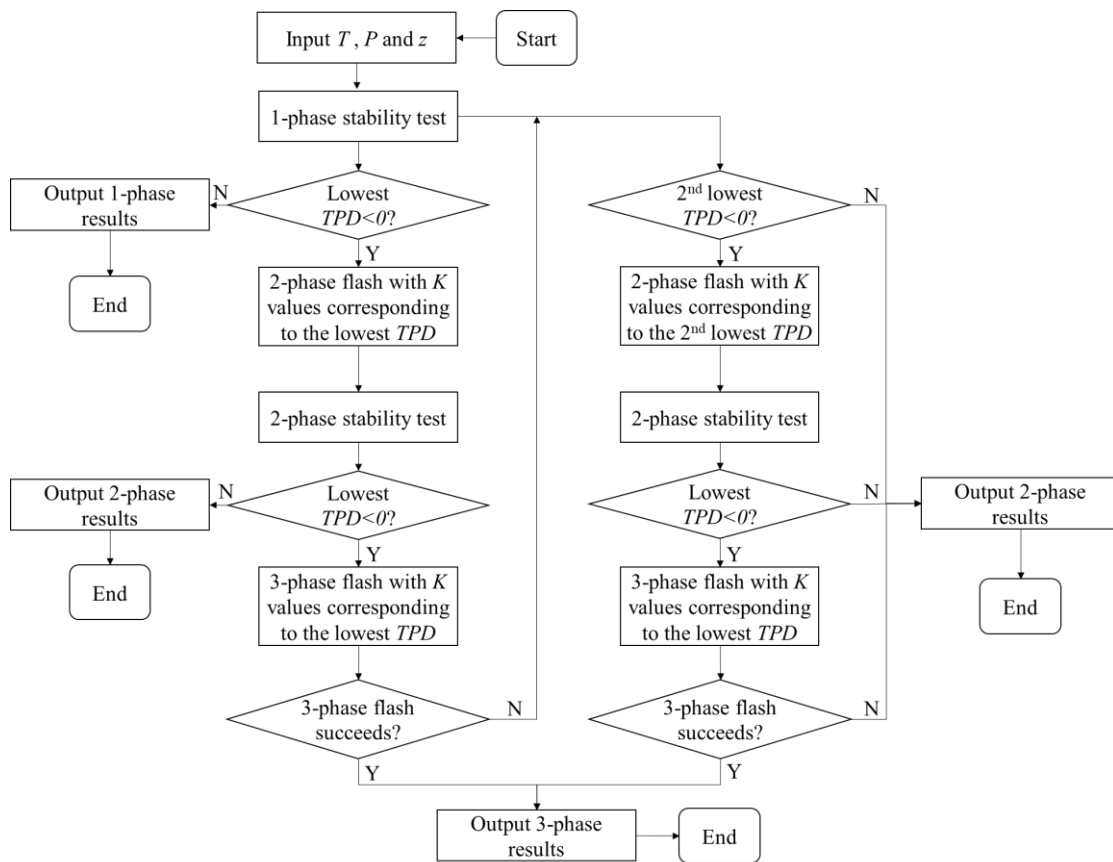 Input T , P and z
Start
1-phase stability test
Lowest
TPD<0?
N
Output 1-phase
results
End
Y
2-phase flash with K
values corresponding
to the lowest TPD
2-phase stability test
Lowest
TPD<0?
N
Output 2-phase
results
End
Y
3-phase flash with K
values corresponding
to the lowest TPD
3-phase flash
succeeds?
N
Y
2nd lowest
TPD<0?
N
Y
2-phase flash with K
values corresponding
to the 2nd lowest TPD
2-phase stability test
Lowest
TPD<0?
N
Output 2-phase
results
End
Y
3-phase flash with K
values corresponding
to the lowest TPD
3-phase flash
succeeds?
N
Y
Output 3-phase
results
End